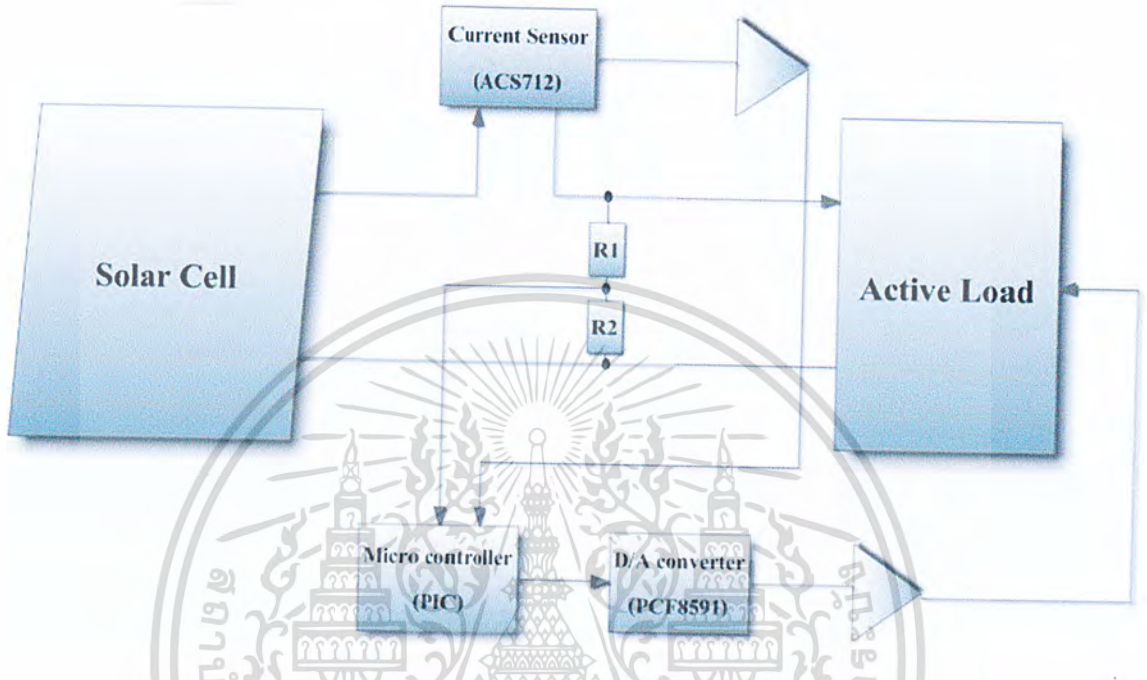 Current Sensor
(ACS712)
Solar Cell
R1
R2
Active Load
Micro controller
(PIC)
D/A converter
(PCF8591)